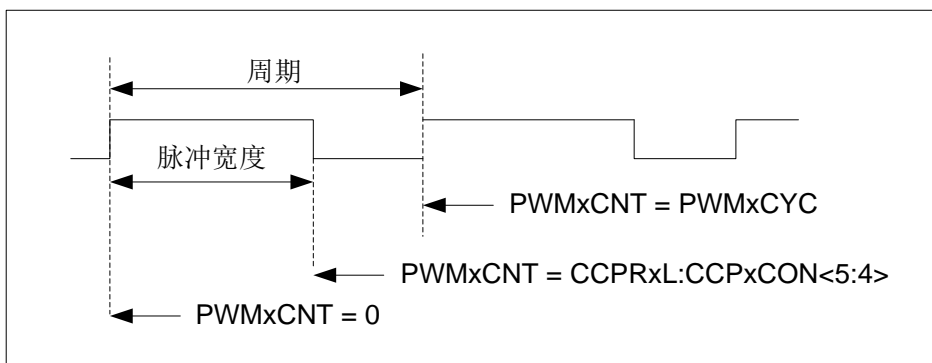 周期
脉冲宽度
PWMxCNT = PWMxCYC
PWMxCNT = CCPRxL:CCPxCON<5:4>
PWMxCNT = 0